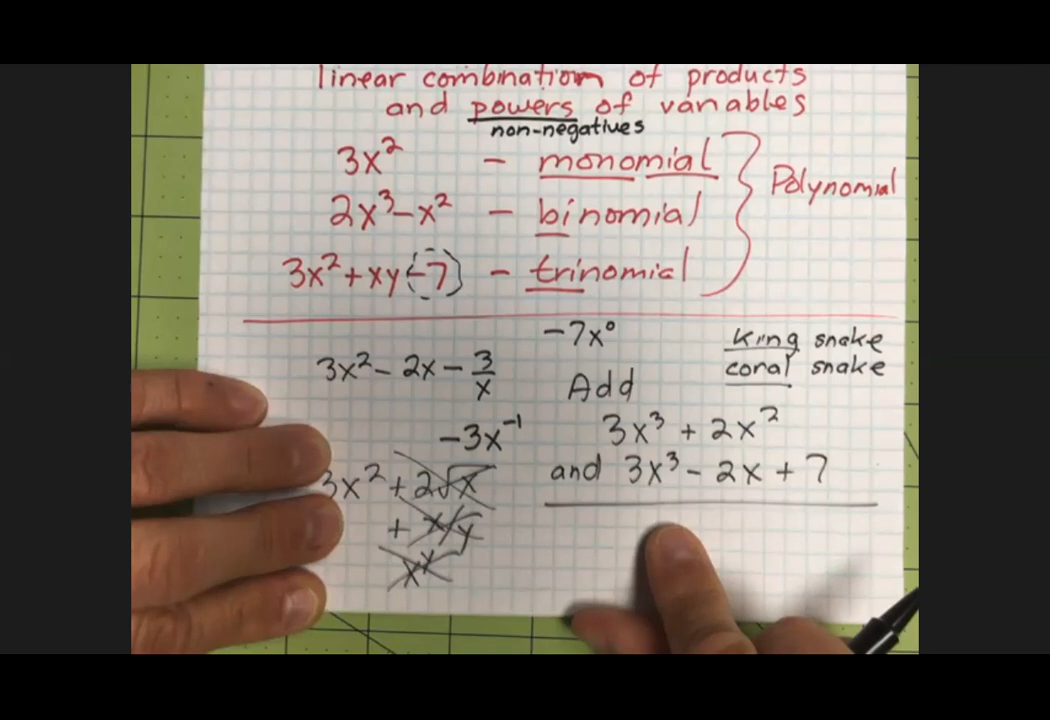 linear combination of products
and powers of variables
non-negatives
3x² - monomial
2x³-x² - binomial
3x²+xy(-7) - trinomial
Polynomial
-7x⁰
king snake
coral snake
3x²- 2x - 3/x
-3x⁻¹
3x² + 2√x
+ x/y
xˣ
Add
3x³ + 2x²
and 3x³ - 2x + 7